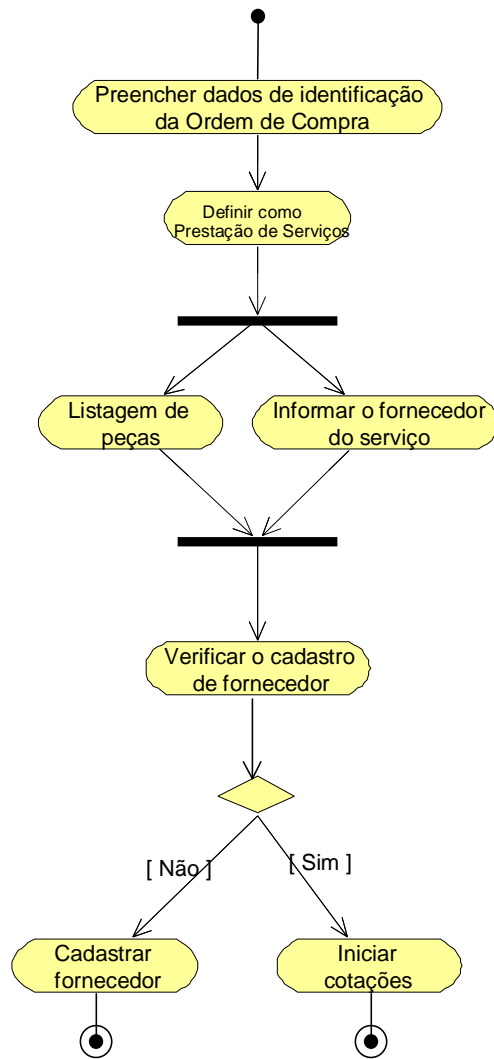 Preencher dados de identificação
da Ordem de Compra
Definir como
Prestação de Serviços
Listagem de
peças
Informar o fornecedor
do serviço
Verificar o cadastro
de fornecedor
[ Não ]
[ Sim ]
Cadastrar
fornecedor
Iniciar
cotações